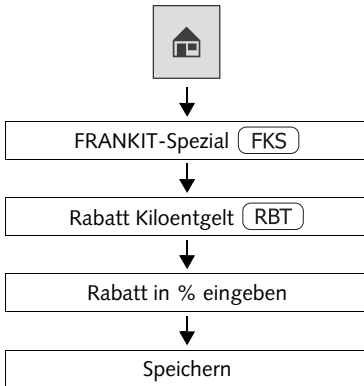 FRANKIT-Spezial FKS
Rabatt Kiloentgelt RBT
Rabatt in % eingeben
Speichern